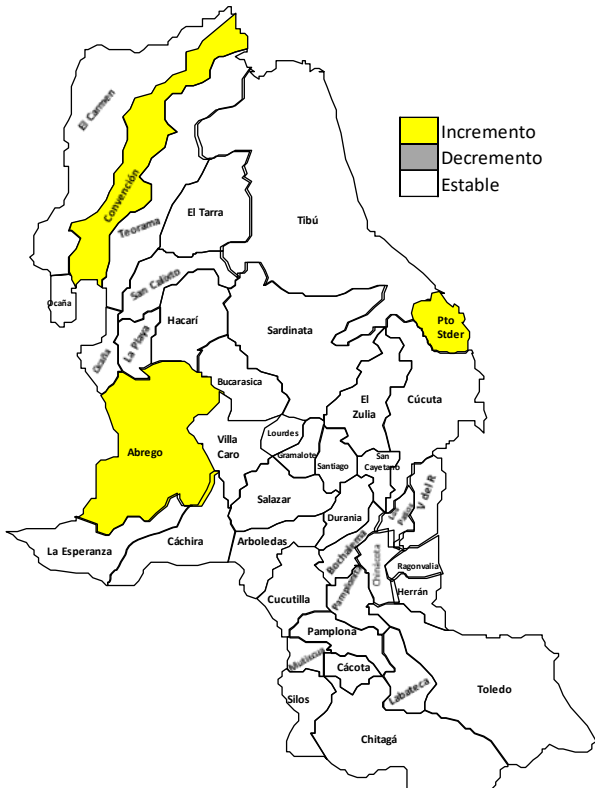 El Carmen
Incremento
Decremento
Estable
Convención
El Tarra
Teorama
Tibú
San Calixto
Ocaña
Hacarí
Sardinata
Pto
Stder
La Playa
Ocaña
Bucarasica
El
Zulia
Cúcuta
Abrego
Villa
Caro
Lourdes
Gramalote
Santiago
San
Cayetano
Salazar
V del R
Los
Patios
Durania
La Esperanza
Cáchira
Arboledas
Bochalema
Chinácota
Ragonvalia
Herrán
Pamplonita
Cucutilla
Pamplona
Mutiscua
Cácota
Labateca
Toledo
Silos
Chitagá